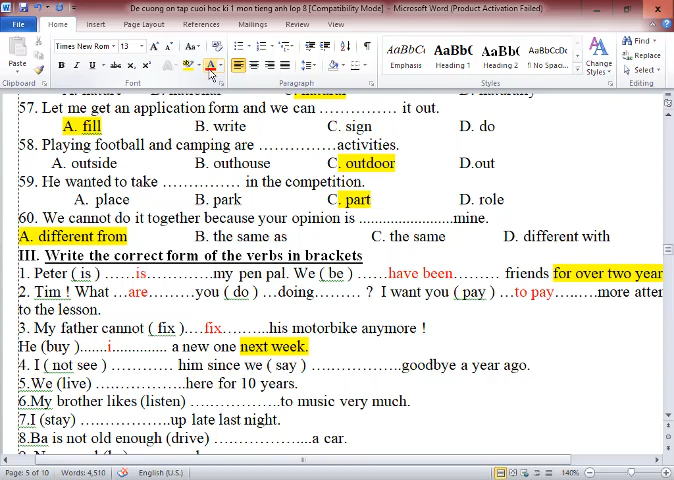 De cuong on tap cuoi hoc ki 1 mon tieng anh lop 8 [Compatibility Mode] - Microsoft Word (Product Activation Failed)
File Home Insert Page Layout References Mailings Review View
Paste Times New Rom 13 Aa AaBbCc AaBbC AaBbC AaBbCc Change Styles Find Replace Select
B I U abc x₂ x² A ab A Emphasis Heading 1 Heading 2 ¶ No Spac...
Clipboard Font Paragraph Styles Editing
57. Let me get an application form and we can …………… it out.
A. fill B. write C. sign D. do
58. Playing football and camping are ……………activities.
A. outside B. outhouse C. outdoor D.out
59. He wanted to take …………… in the competition.
A. place B. park C. part D. role
60. We cannot do it together because your opinion is ..........................mine.
A. different from B. the same as C. the same D. different with
III. Write the correct form of the verbs in brackets
1. Peter ( is ) ……is…………my pen pal. We ( be ) ……have been……… friends for over two year
2. Tim ! What …are………you ( do ) …doing……… ? I want you ( pay ) …to pay…..….more atten
to the lesson.
3. My father cannot ( fix )….fix………..his motorbike anymore !
He (buy ).......i............... a new one next week.
4. I ( not see ) ………… him since we ( say ) ……………….goodbye a year ago.
5.We (live) ……………….here for 10 years.
6.My brother likes (listen) ………………..to music very much.
7.I (stay) ……………….up late last night.
8.Ba is not old enough (drive) ………………..a car.
Page: 5 of 10 Words: 4,510 English (U.S.) 140%